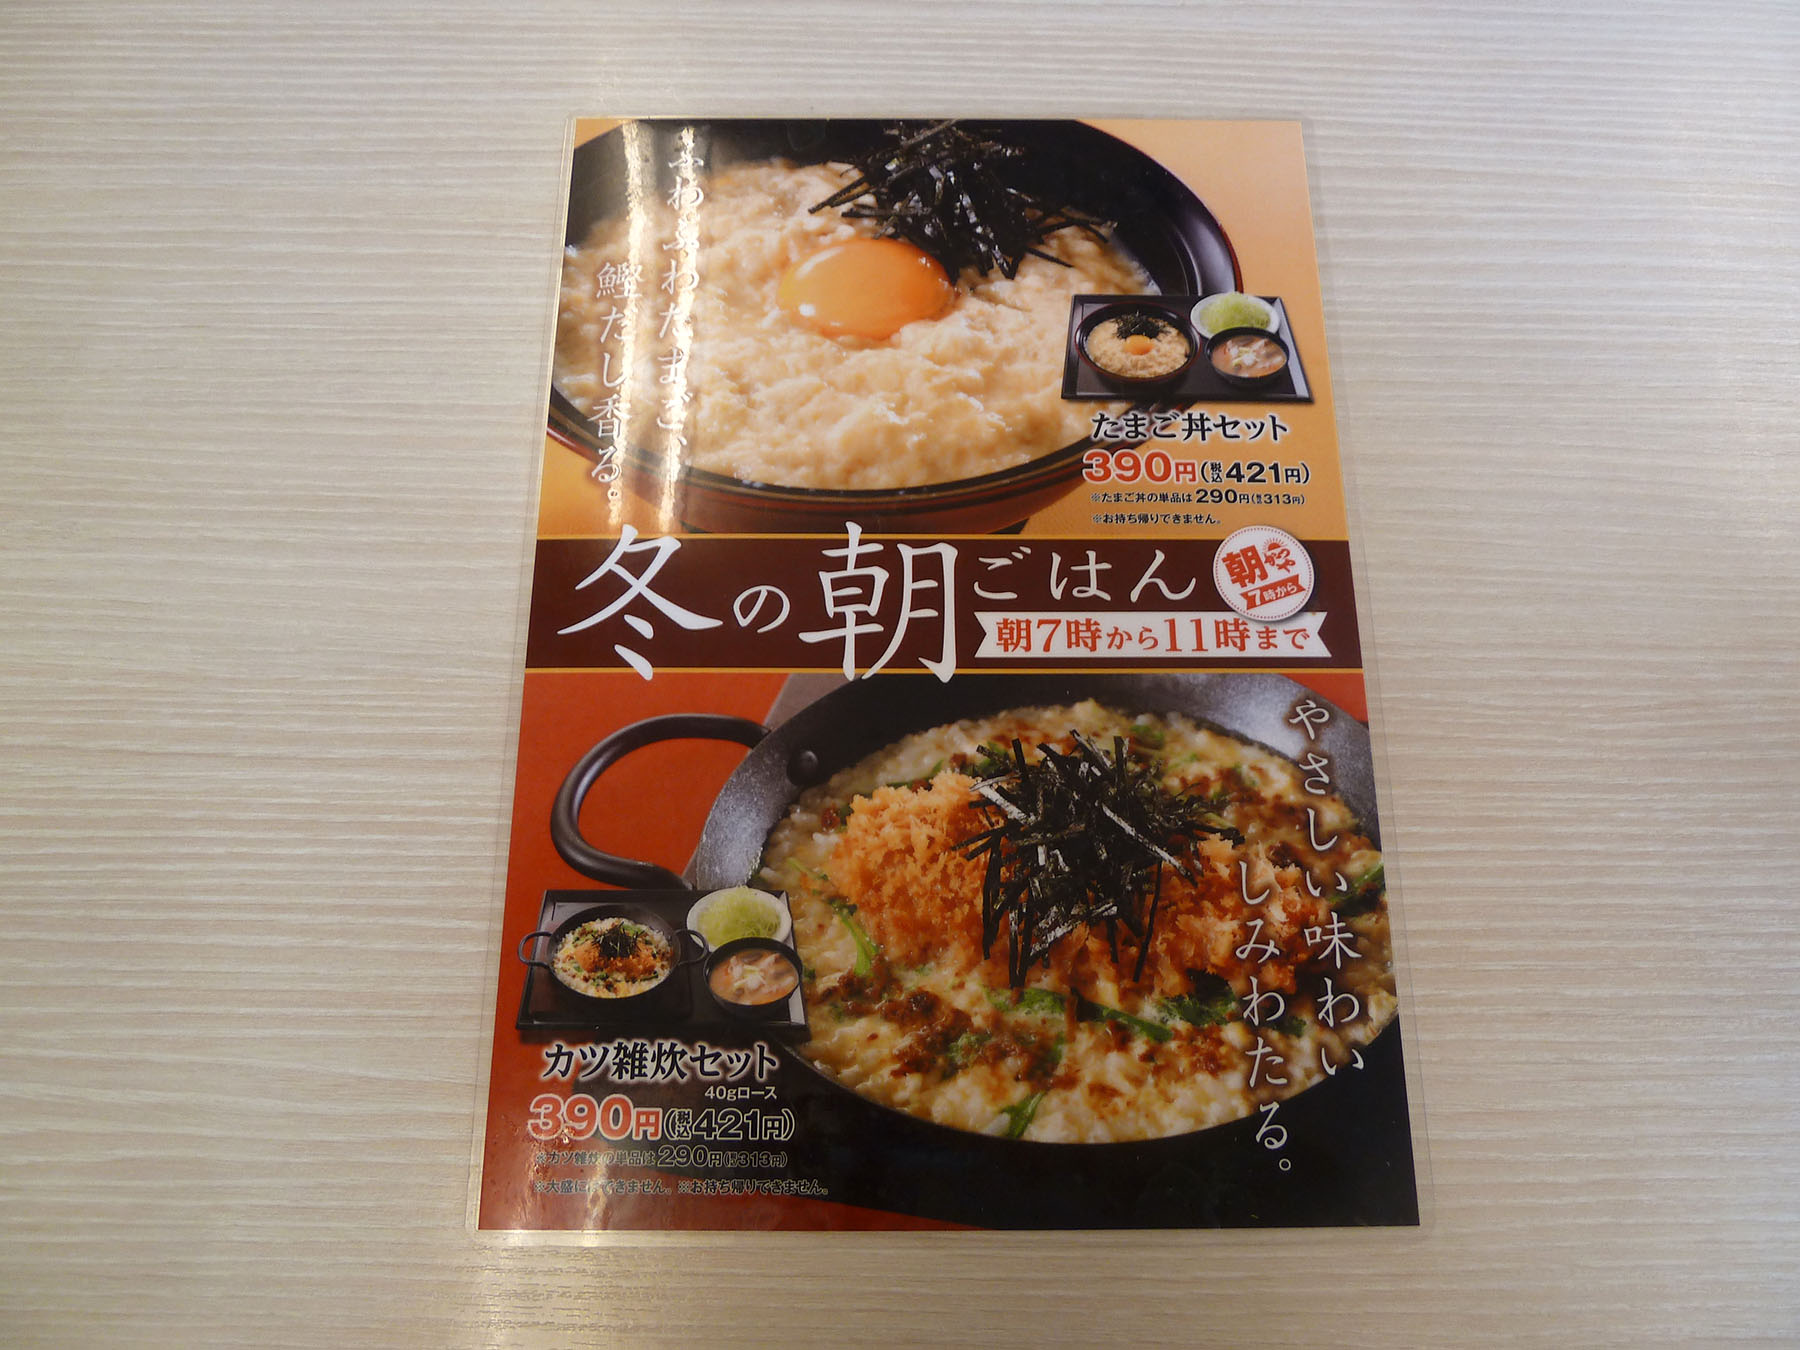 ふわふわたまご、
鰹だし香る。
たまご丼セット
390円(税込421円)
※たまご丼の単品は290円(税込313円)
※お持ち帰りできません。
冬の朝ごはん
朝7時から11時まで
朝かつや
7時から
やさしい味わい
しみわたる。
カツ雑炊セット
40gロース
390円(税込421円)
※カツ雑炊の単品は290円(税込313円)
※大盛にはできません。※お持ち帰りできません。